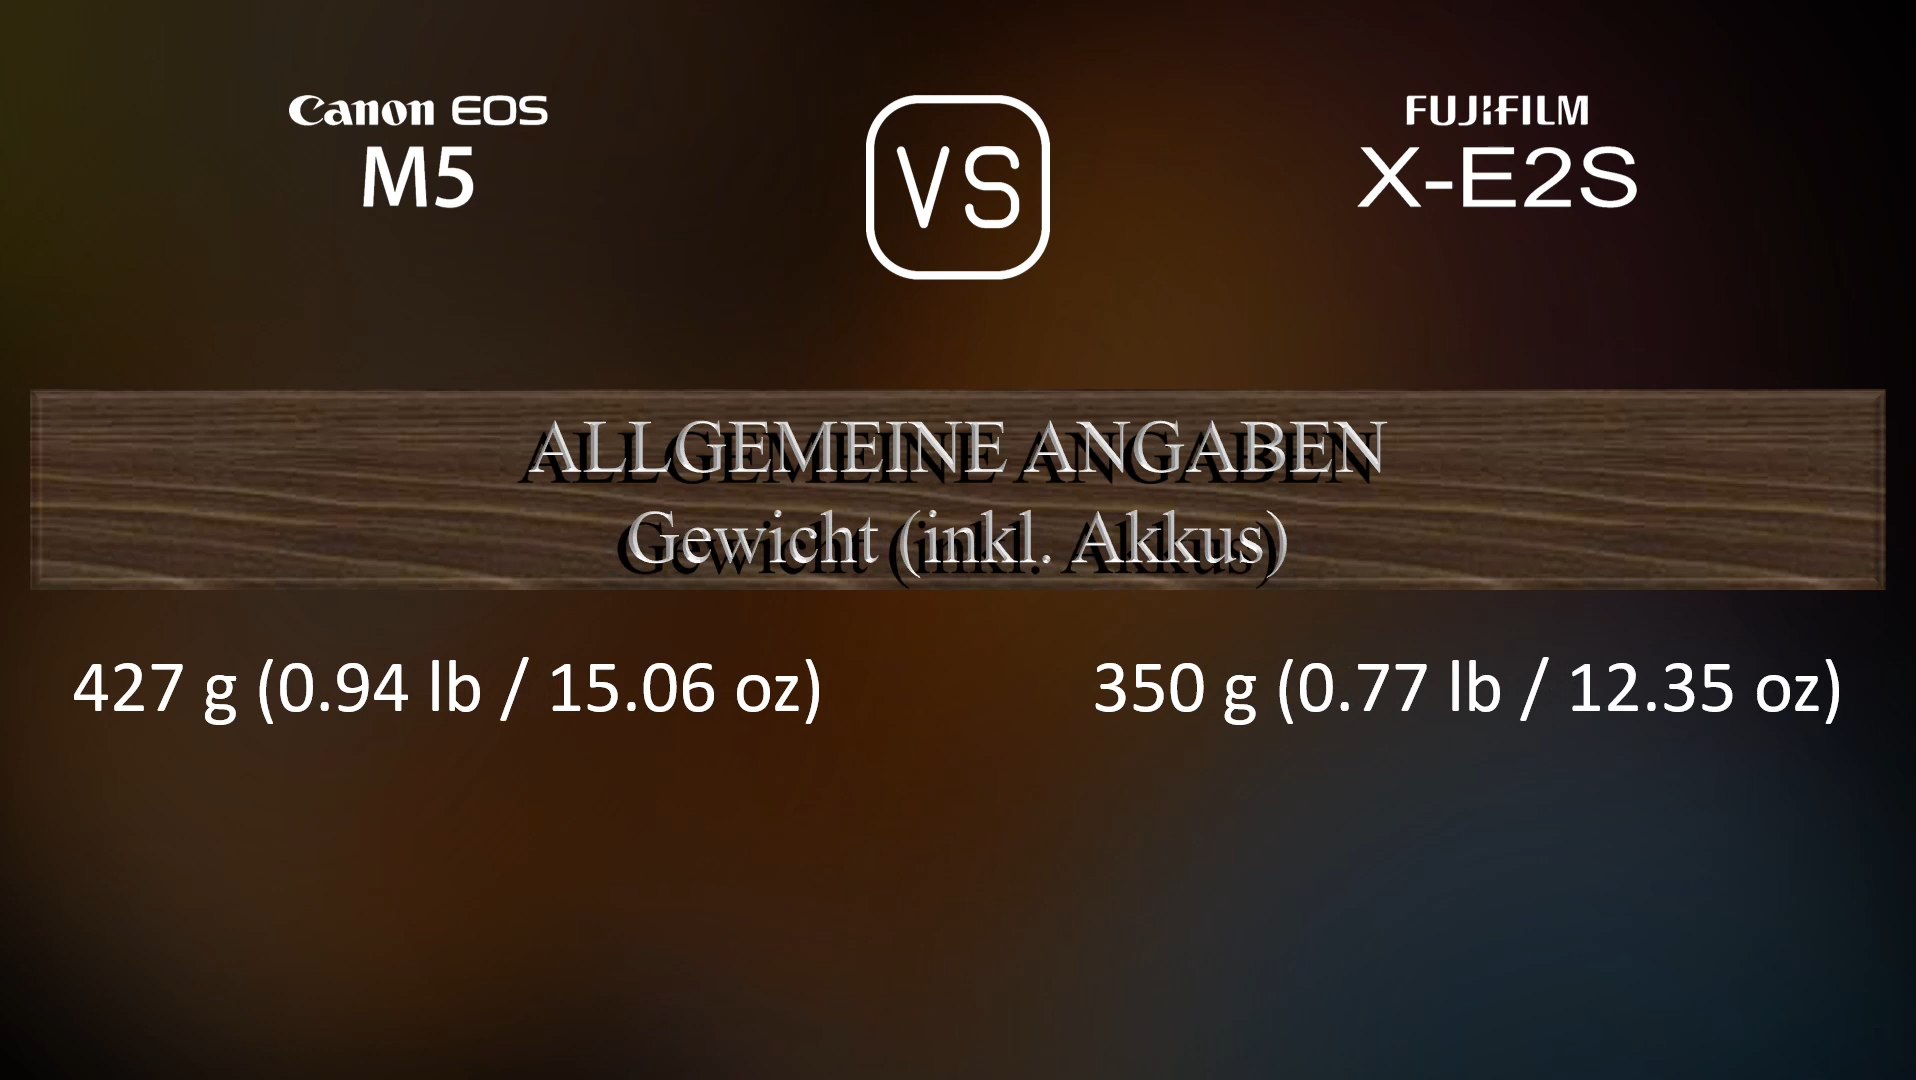 Canon EOS
M5
VS
FUJIFILM
X-E2S
ALLGEMEINE ANGABEN
Gewicht (inkl. Akkus)
427 g (0.94 lb / 15.06 oz)
350 g (0.77 lb / 12.35 oz)